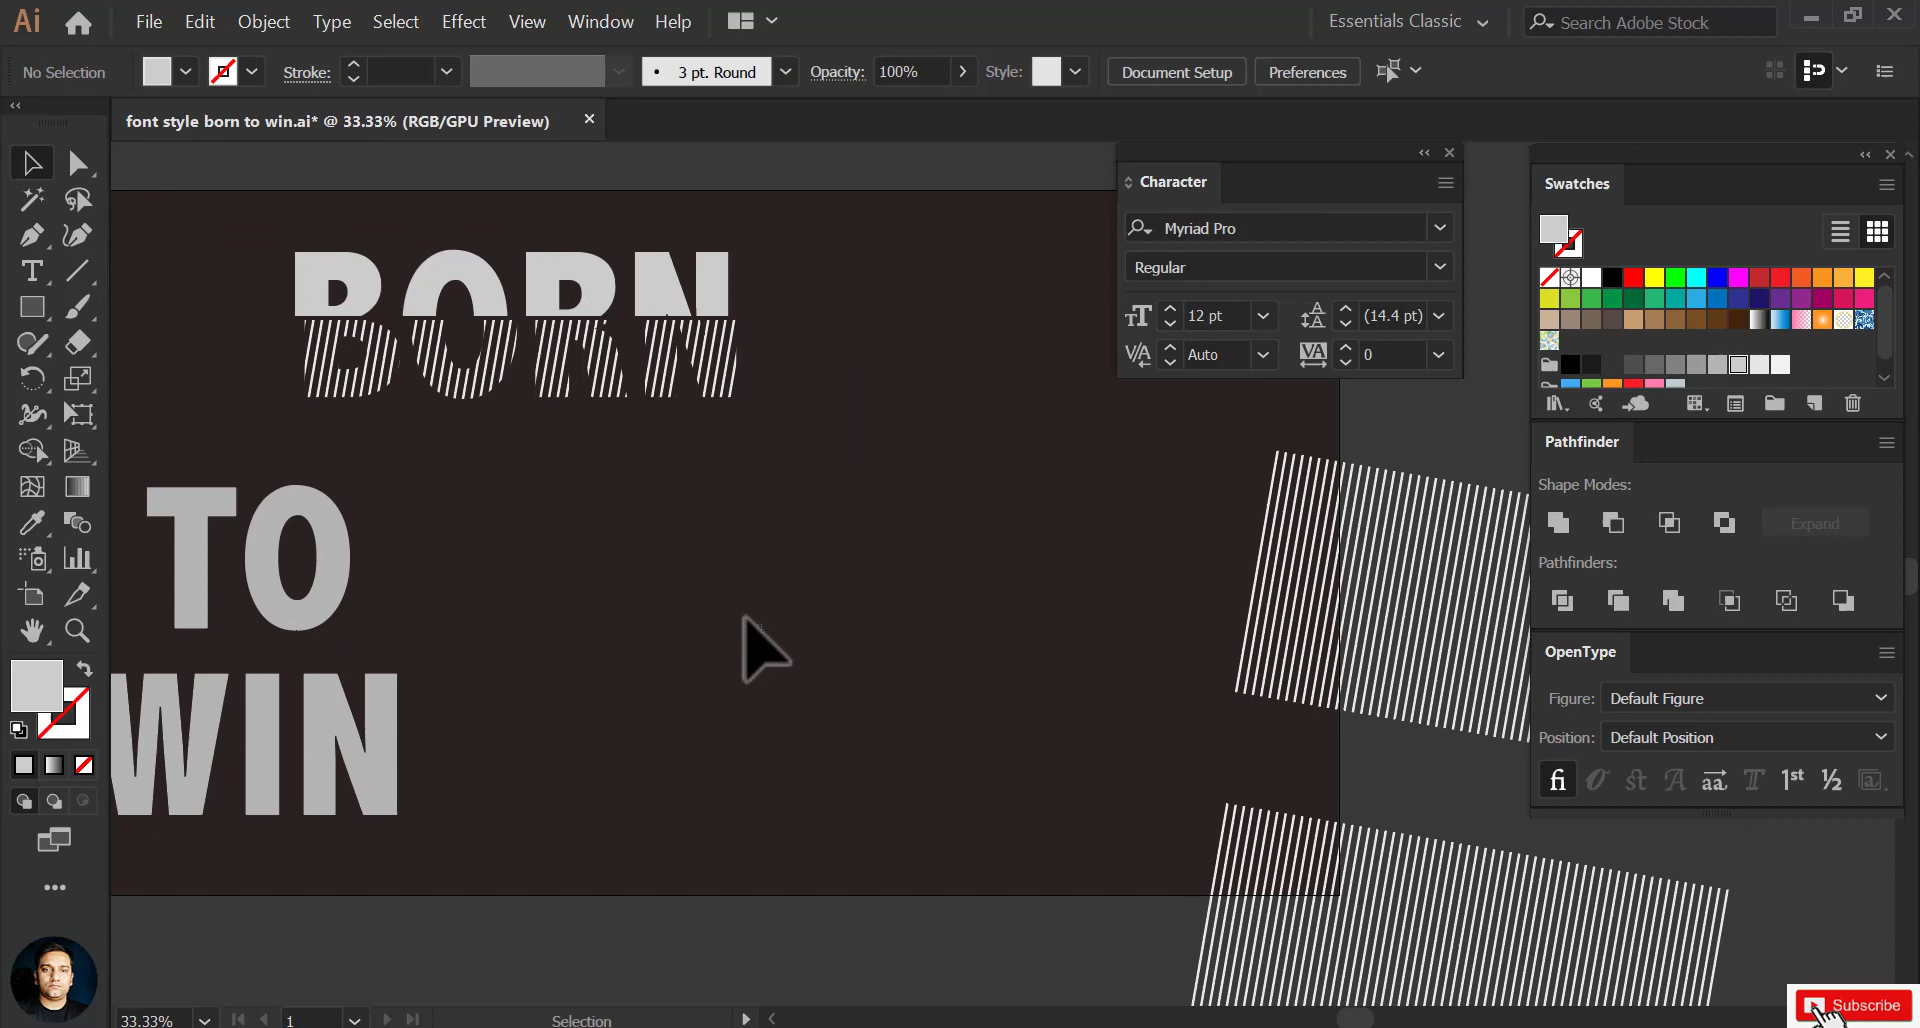 Ai File Edit Object Type Select Effect View Window Help Essentials Classic Search Adobe Stock
No Selection Stroke: 3 pt. Round Opacity: 100% Style: Document Setup Preferences
font style born to win.ai* @ 33.33% (RGB/GPU Preview)
Character
Myriad Pro
Regular
12 pt (14.4 pt)
Auto 0
Swatches
Pathfinder
Shape Modes:
Expand
Pathfinders:
OpenType
Figure: Default Figure
Position: Default Position
BORN
TO
WIN
33.33% 1 Selection
Subscribe